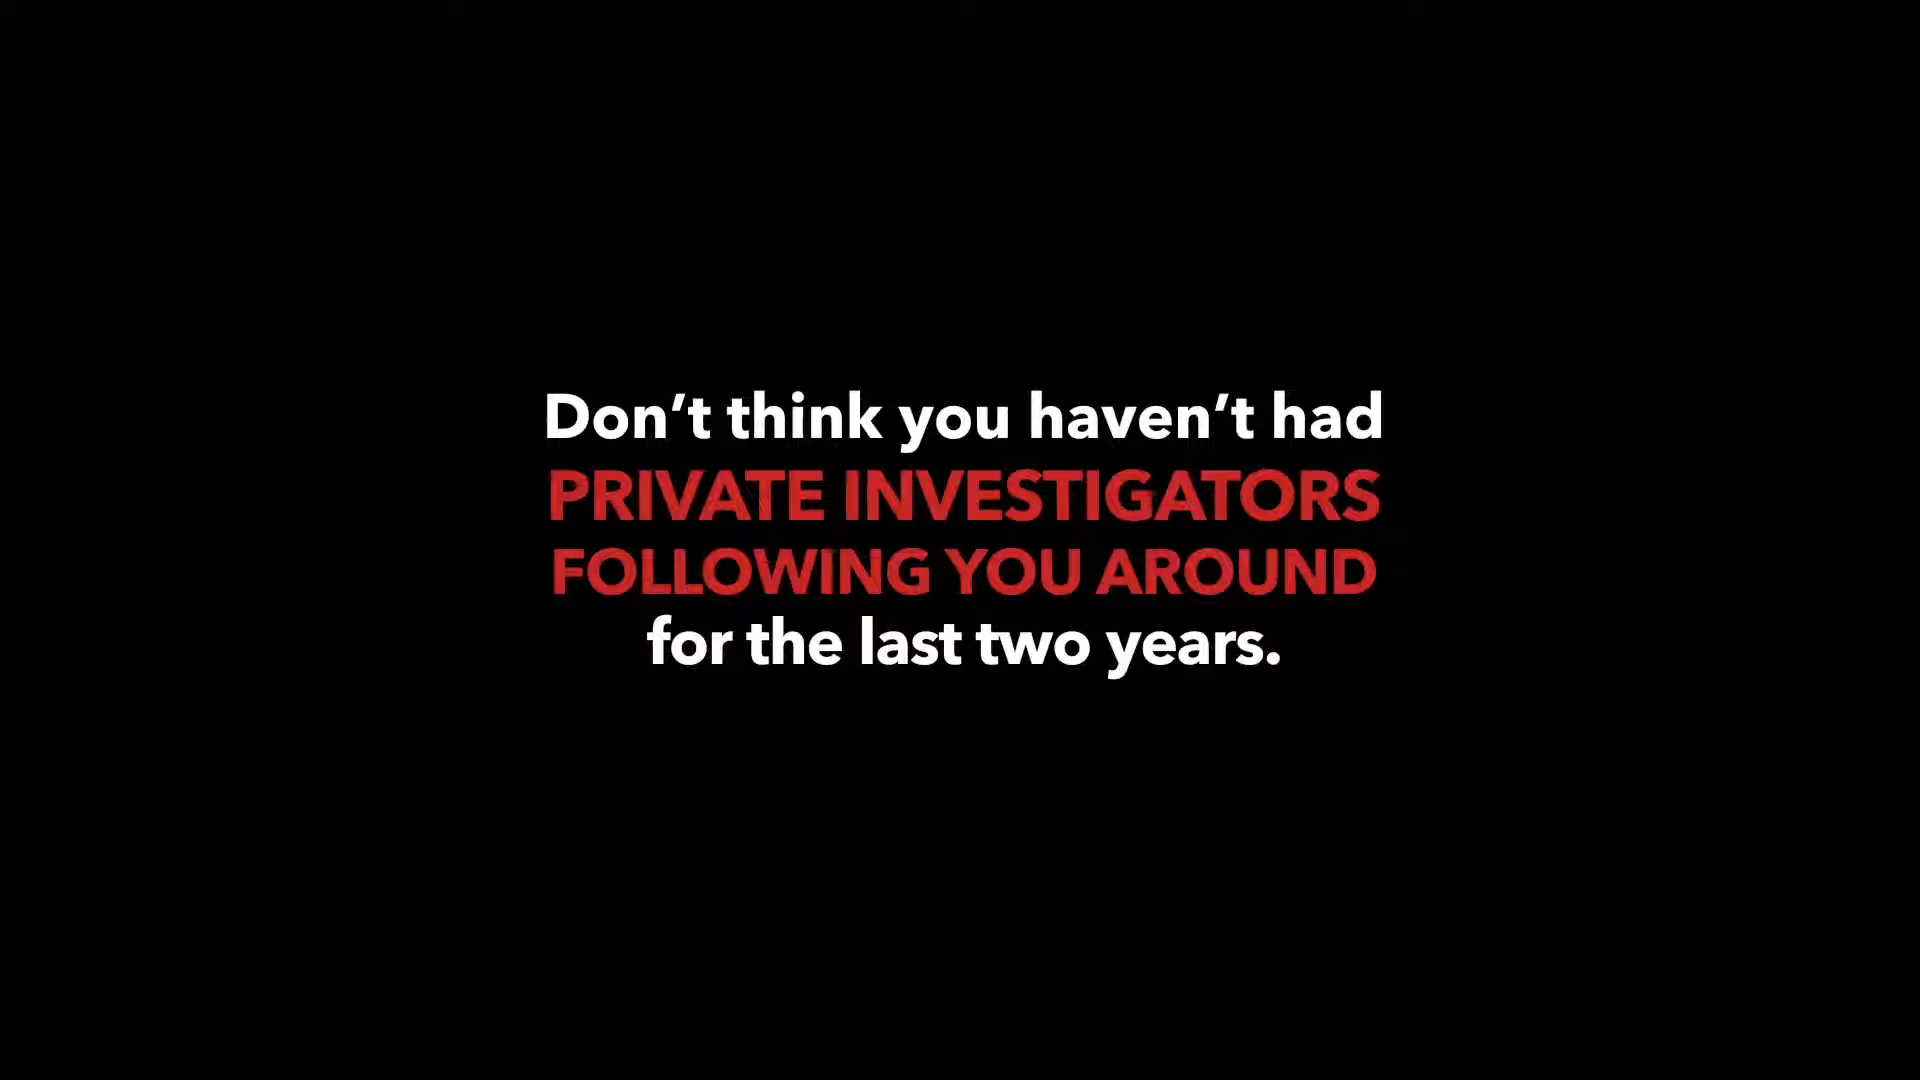 Don’t think you haven’t had
PRIVATE INVESTIGATORS
FOLLOWING YOU AROUND
for the last two years.